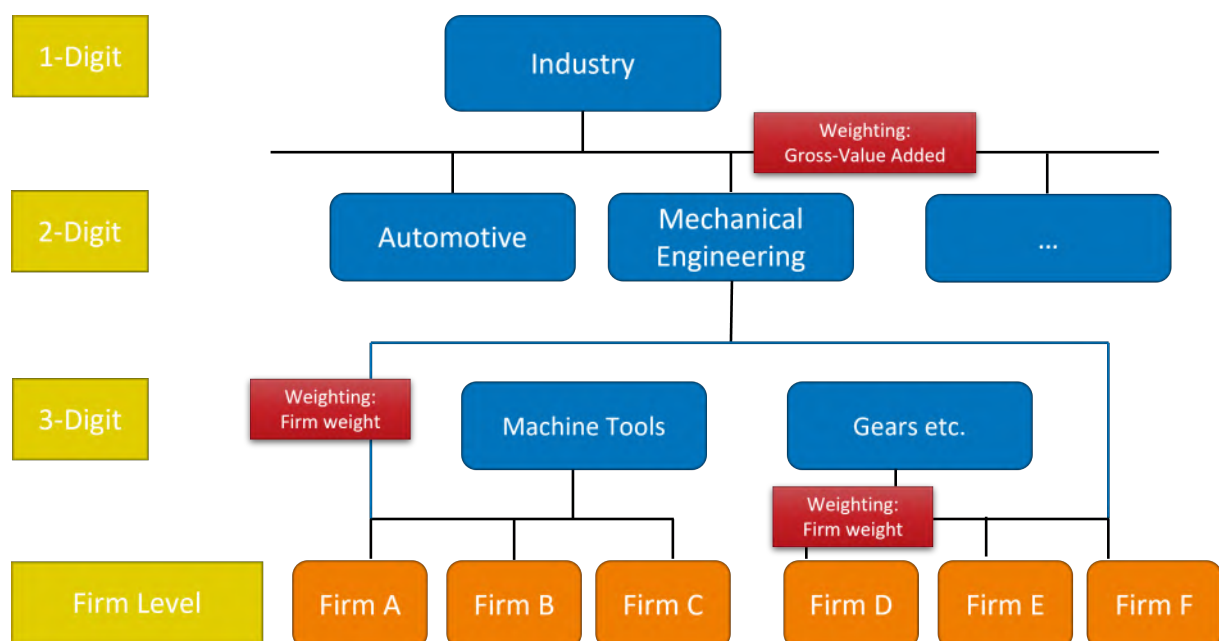 1-Digit
Industry
Weighting:
Gross-Value Added
2-Digit
Automotive
Mechanical
Engineering
...
3-Digit
Weighting:
Firm weight
Machine Tools
Gears etc.
Weighting:
Firm weight
Firm Level
Firm A
Firm B
Firm C
Firm D
Firm E
Firm F